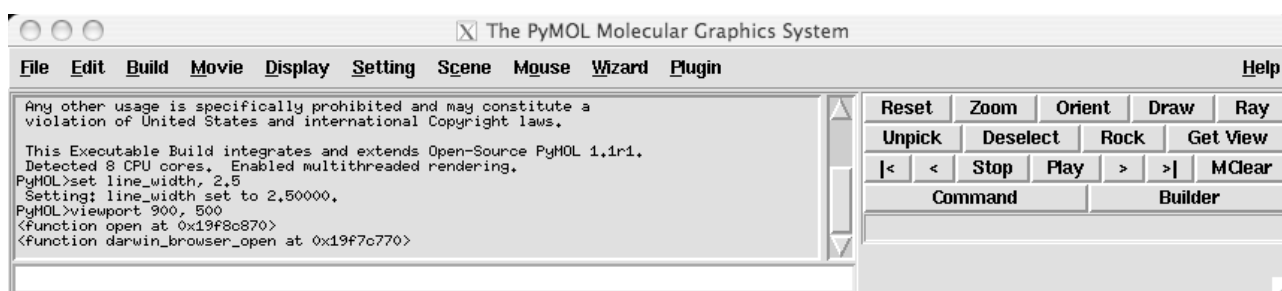 X The PyMOL Molecular Graphics System
File Edit Build Movie Display Setting Scene Mouse Wizard Plugin Help
Any other usage is specifically prohibited and may constitute a
violation of United States and international Copyright laws.
This Executable Build integrates and extends Open-Source PyMOL 1.1r1.
Detected 8 CPU cores. Enabled multithreaded rendering.
PyMOL>set line_width, 2.5
Setting: line_width set to 2.50000.
PyMOL>viewport 900, 500
<function open at 0x19f8c870>
<function darwin_browser_open at 0x19f7c770>
Reset Zoom Orient Draw Ray
Unpick Deselect Rock Get View
|< < Stop Play > >| MClear
Command Builder